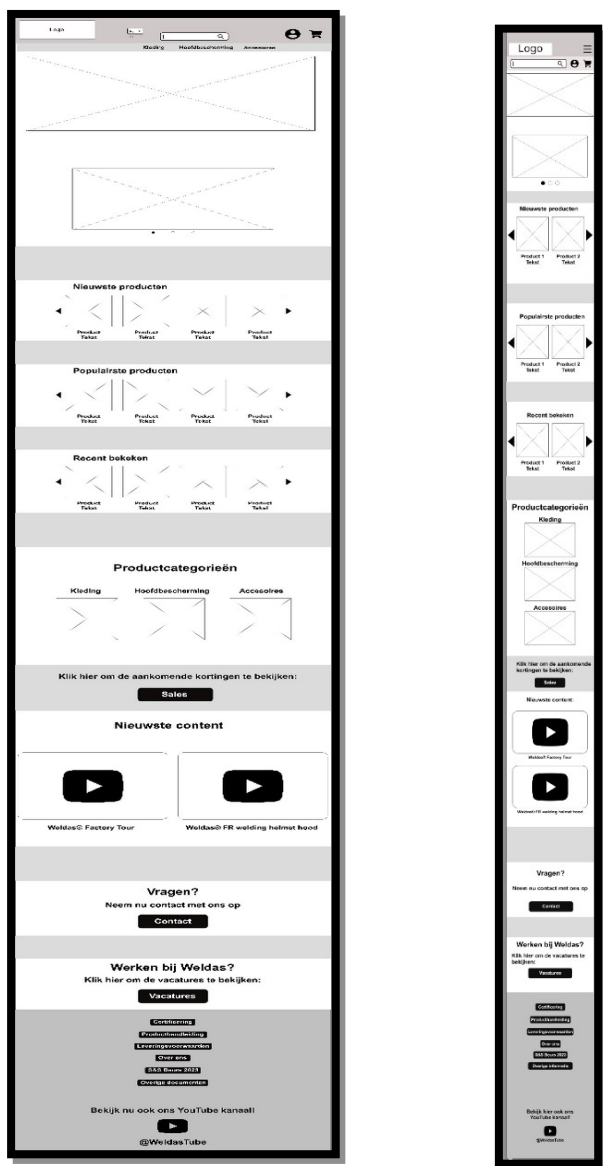 Logo
Kleding Hoofdbescherming Accessoires
Nieuwste producten
Product Product Product Product
Tekst Tekst Tekst Tekst
Populairste producten
Product Product Product Product
Tekst Tekst Tekst Tekst
Recent bekeken
Product Product Product Product
Tekst Tekst Tekst Tekst
Productcategorieën
Kleding Hoofdbescherming Accesoires
Klik hier om de aankomende kortingen te bekijken:
Sales
Nieuwste content
Weldas® Factory Tour Weldas® FR welding helmet hood
Vragen?
Neem nu contact met ons op
Contact
Werken bij Weldas?
Klik hier om de vacatures te bekijken:
Vacatures
Certificering
Producthandleiding
Leveringsvoorwaarden
Over ons
S&S Beurs 2023
Overige documenten
Bekijk nu ook ons YouTube kanaal!
@WeldasTube
Logo
Nieuwste producten
Product 1 Product 2
Tekst Tekst
Populairste producten
Product 1 Product 2
Tekst Tekst
Recent bekeken
Product 1 Product 2
Tekst Tekst
Productcategorieën
Kleding
Hoofdbescherming
Accesoires
Klik hier om de aankomende
kortingen te bekijken:
Sales
Nieuwste content:
Weldas® Factory Tour
Weldas® FR welding helmet hood
Vragen?
Neem nu contact met ons op
Contact
Werken bij Weldas?
Klik hier om de vacatures te
bekijken:
Vacatures
Certificering
Producthandleiding
Leveringsvoorwaarden
Over ons
S&S Beurs 2023
Overige informatie
Bekijk hier ook ons
YouTube kanaal!
@WeldasTube